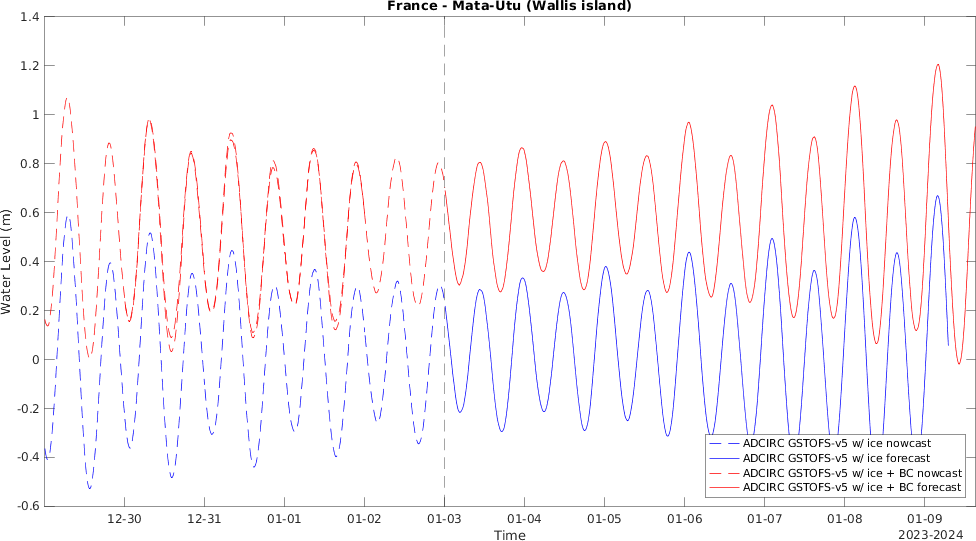 France - Mata-Utu (Wallis island)
1.4
1.2
1
0.8
0.6
0.4
0.2
0
-0.2
-0.4
-0.6
Water Level (m)
ADCIRC GSTOFS-v5 w/ ice nowcast
ADCIRC GSTOFS-v5 w/ ice forecast
ADCIRC GSTOFS-v5 w/ ice + BC nowcast
ADCIRC GSTOFS-v5 w/ ice + BC forecast
12-30 12-31 01-01 01-02 01-03 01-04 01-05 01-06 01-07 01-08 01-09
Time
2023-2024